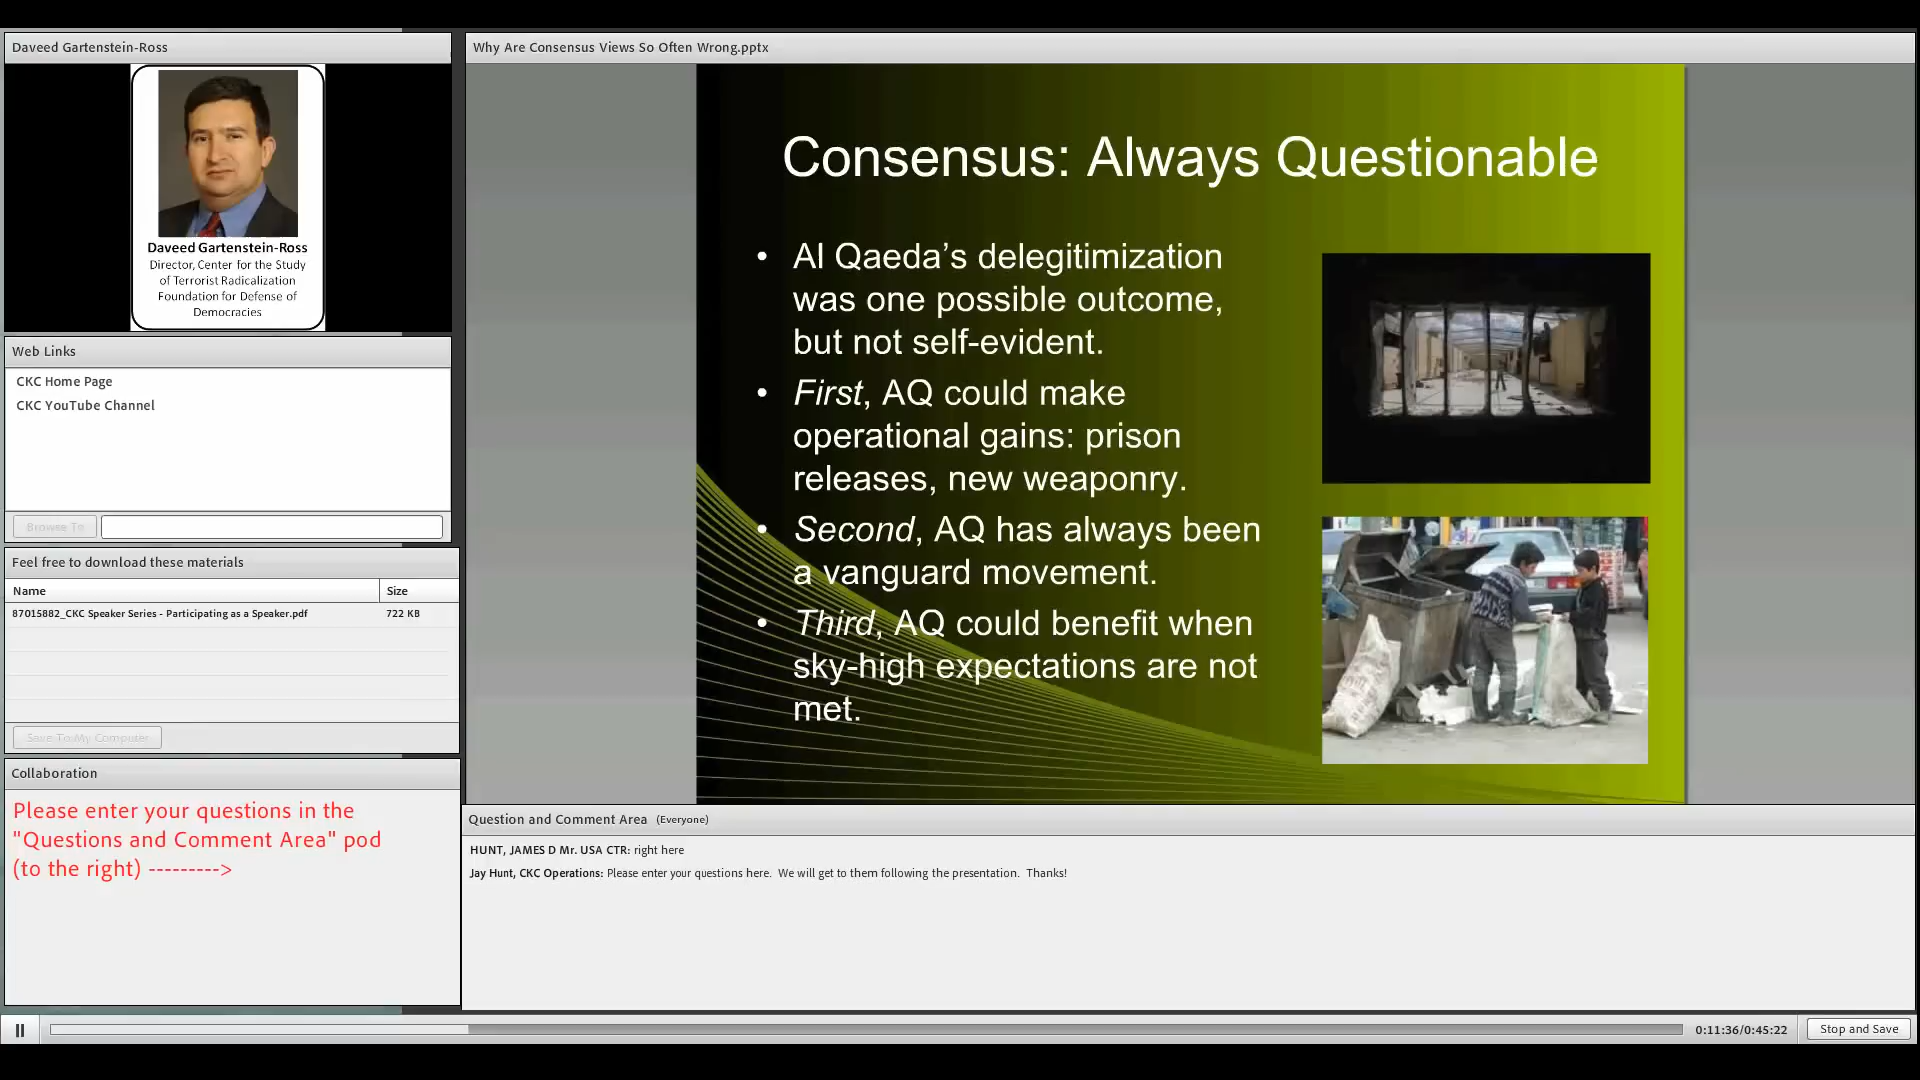 Daveed Gartenstein-Ross
Daveed Gartenstein-Ross
Director, Center for the Study
of Terrorist Radicalization
Foundation for Defense of
Democracies
Web Links
CKC Home Page
CKC YouTube Channel
Browse To
Feel free to download these materials
Name Size
87015882_CKC Speaker Series - Participating as a Speaker.pdf 722 KB
Save To My Computer
Collaboration
Please enter your questions in the
"Questions and Comment Area" pod
(to the right) --------->
Why Are Consensus Views So Often Wrong.pptx
Consensus: Always Questionable
• Al Qaeda’s delegitimization
was one possible outcome,
but not self-evident.
• First, AQ could make
operational gains: prison
releases, new weaponry.
• Second, AQ has always been
a vanguard movement.
• Third, AQ could benefit when
sky-high expectations are not
met.
Question and Comment Area (Everyone)
HUNT, JAMES D Mr. USA CTR: right here
Jay Hunt, CKC Operations: Please enter your questions here. We will get to them following the presentation. Thanks!
0:11:36/0:45:22
Stop and Save